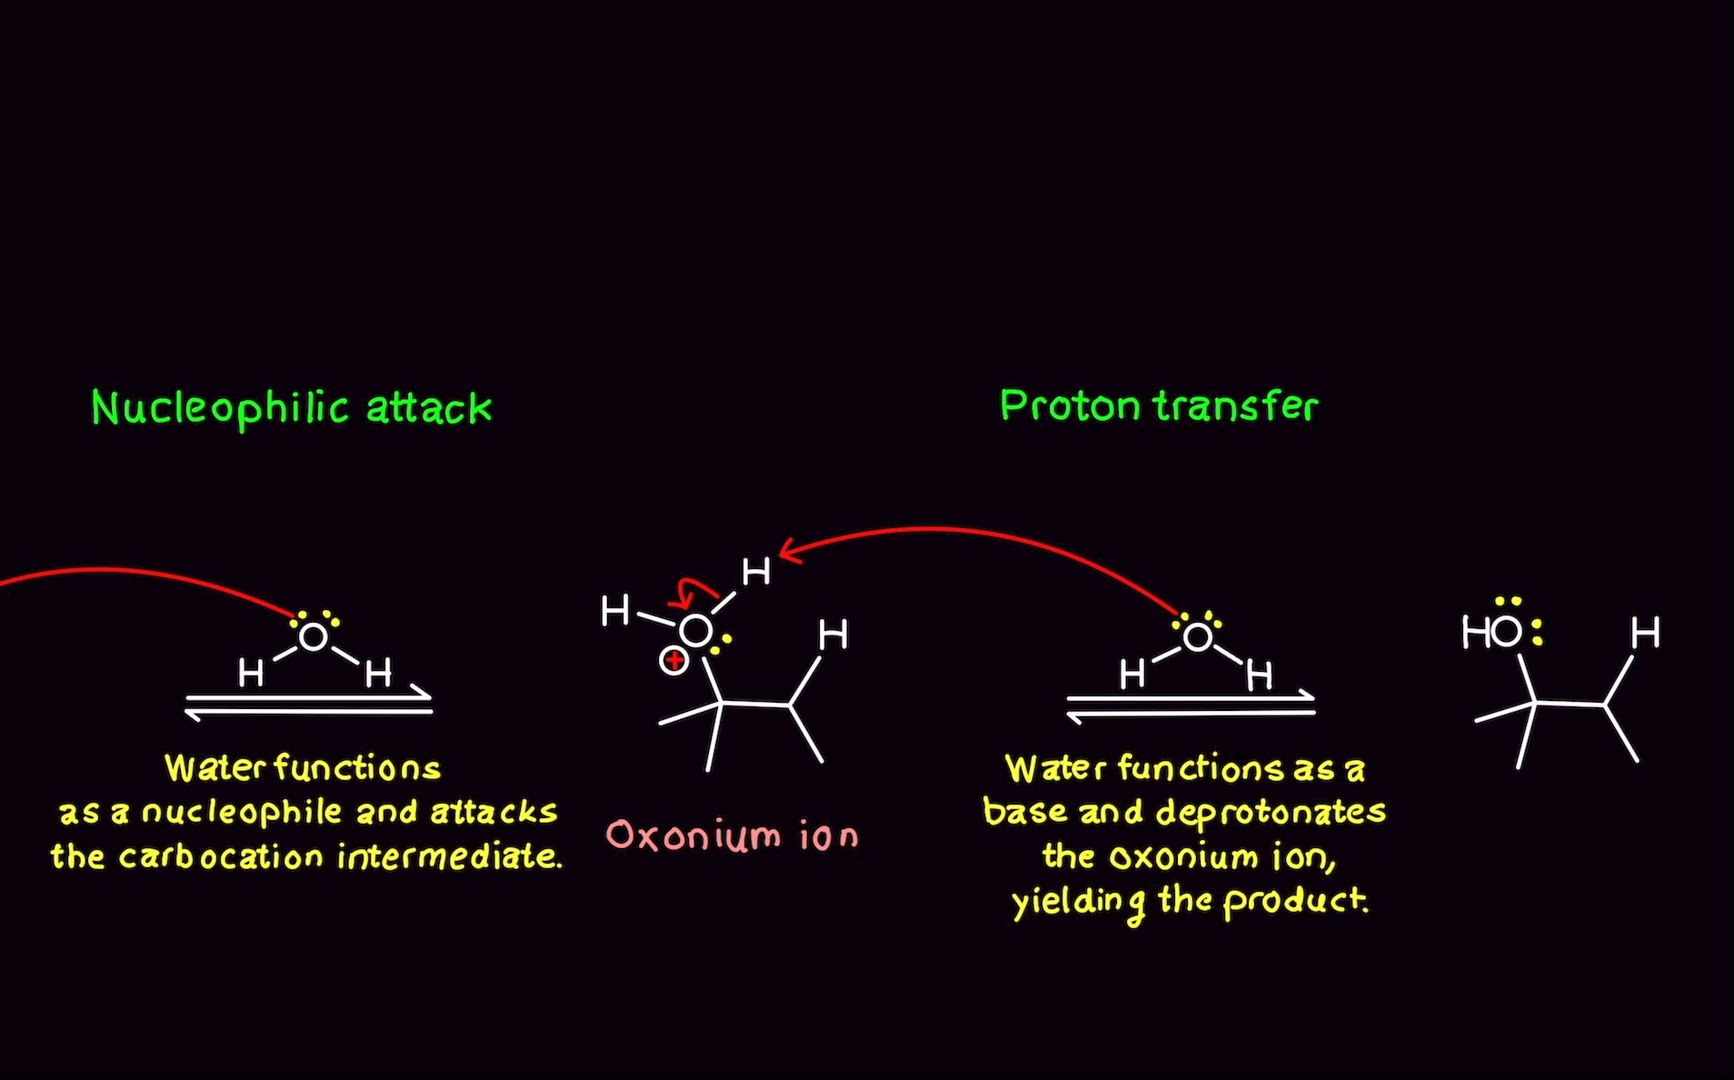 Nucleophilic attack
Proton transfer
H
H
O
H
H
O
H
H
O
H
H
HO
H
Water functions
as a nucleophile and attacks
the carbocation intermediate.
Oxonium ion
Water functions as a
base and deprotonates
the oxonium ion,
yielding the product.